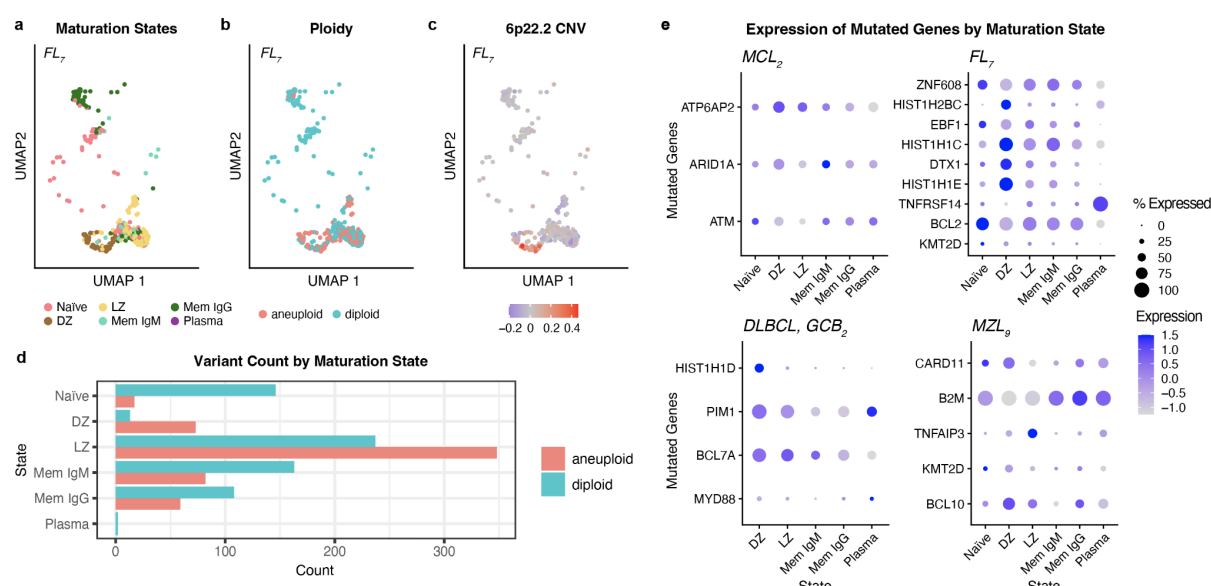 a
Maturation States
FL7
UMAP2
UMAP 1
Naïve
LZ
Mem IgG
DZ
Mem IgM
Plasma
b
Ploidy
FL7
UMAP2
UMAP 1
aneuploid
diploid
c
6p22.2 CNV
FL7
UMAP2
UMAP 1
−0.2 0.0 0.2 0.4
d
Variant Count by Maturation State
State
Naïve
DZ
LZ
Mem IgM
Mem IgG
Plasma
0 100 200 300
Count
aneuploid
diploid
e
Expression of Mutated Genes by Maturation State
MCL2
Mutated Genes
ATP6AP2
ARID1A
ATM
Naïve
DZ
LZ
Mem IgM
Mem IgG
Plasma
FL7
ZNF608
HIST1H2BC
EBF1
HIST1H1C
DTX1
HIST1H1E
TNFRSF14
BCL2
KMT2D
Naïve
DZ
LZ
Mem IgM
Mem IgG
Plasma
DLBCL, GCB2
Mutated Genes
HIST1H1D
PIM1
BCL7A
MYD88
DZ
LZ
Mem IgM
Mem IgG
Plasma
State
MZL9
CARD11
B2M
TNFAIP3
KMT2D
BCL10
Naïve
DZ
LZ
Mem IgM
Mem IgG
Plasma
State
% Expressed
0
25
50
75
100
Expression
1.5
1.0
0.5
0.0
−0.5
−1.0